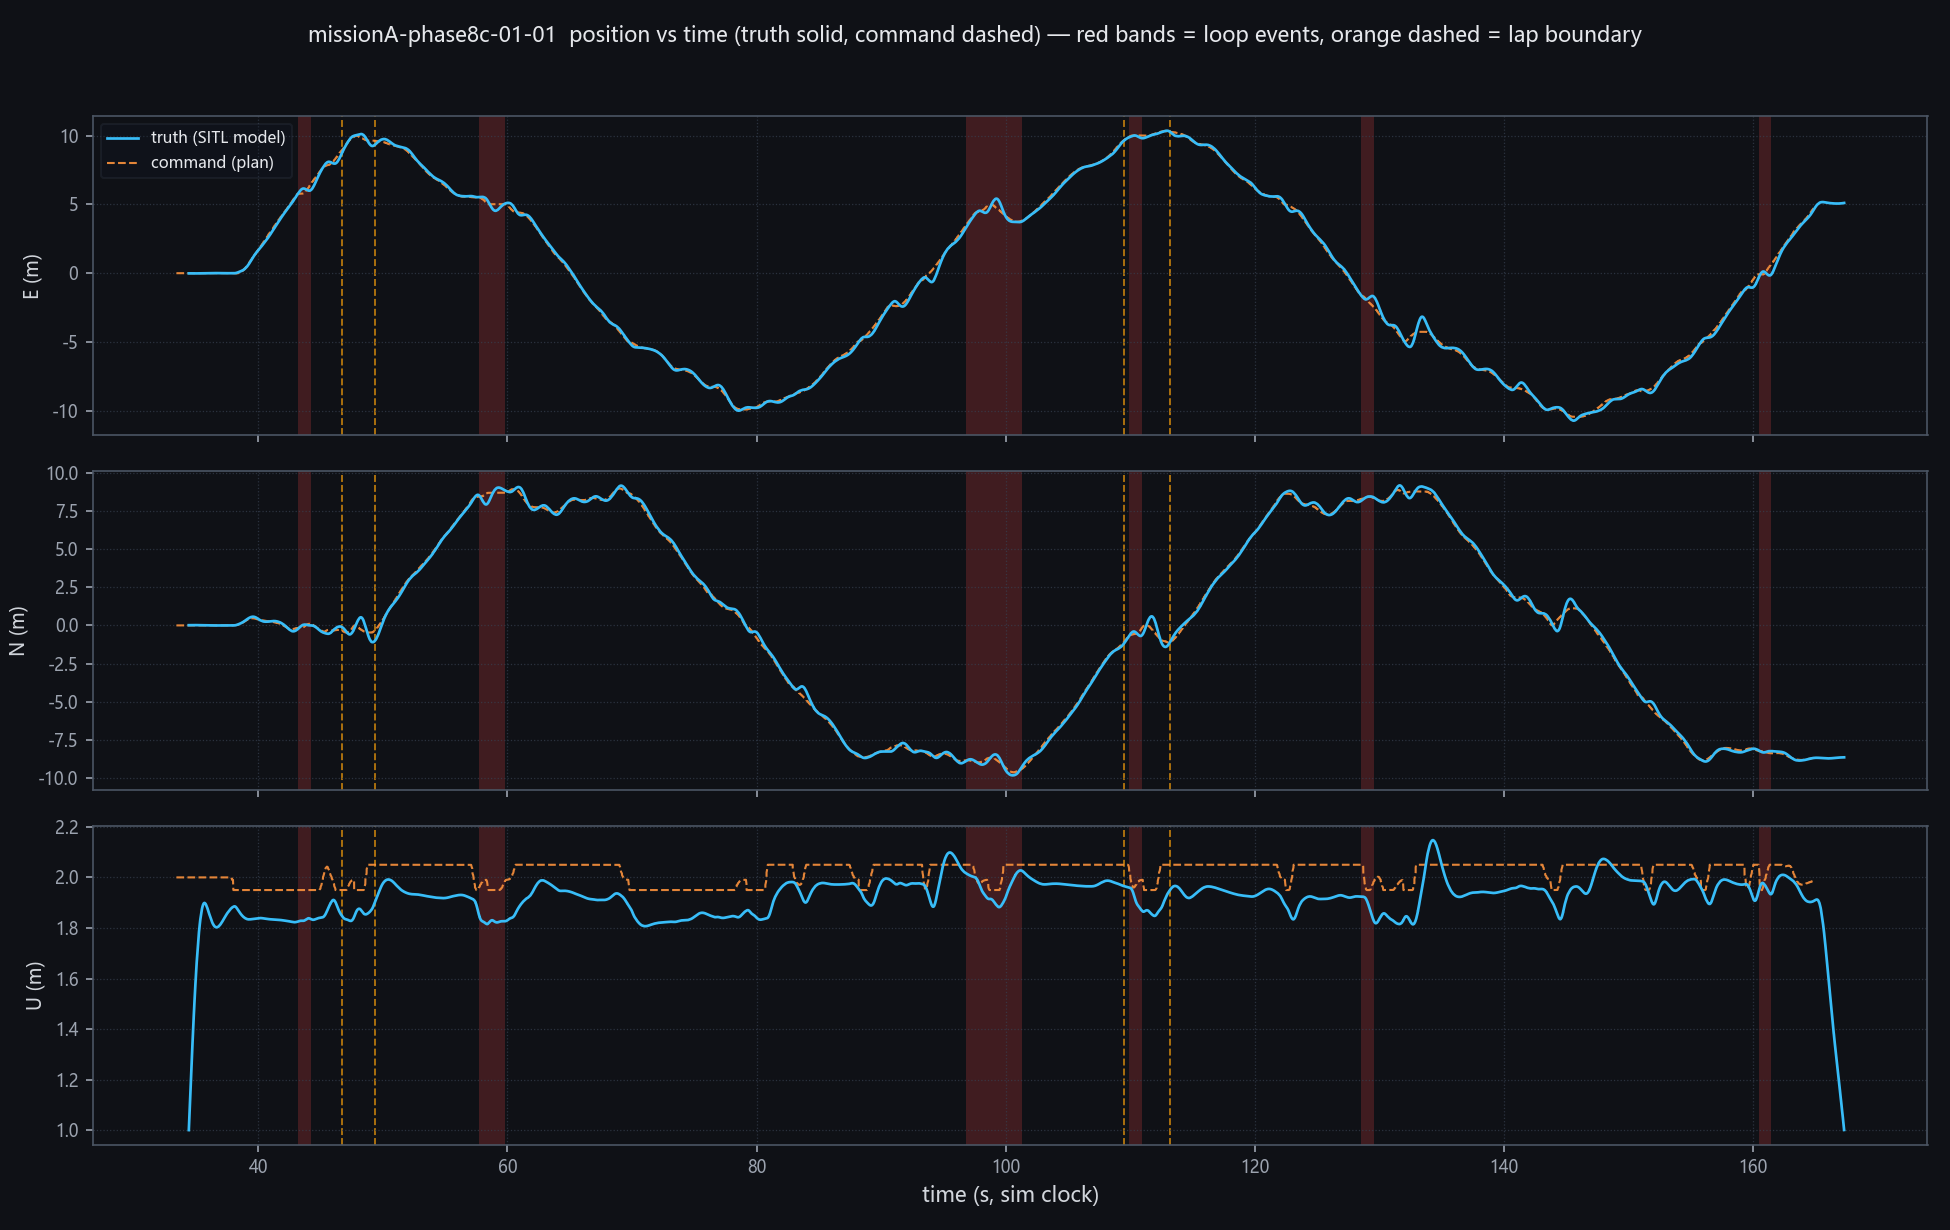 missionA-phase8c-01-01  position vs time (truth solid, command dashed) — red bands = loop events, orange dashed = lap boundary
truth (SITL model)
command (plan)
E (m)
10
5
0
-5
-10
N (m)
10.0
7.5
5.0
2.5
0.0
-2.5
-5.0
-7.5
-10.0
U (m)
2.2
2.0
1.8
1.6
1.4
1.2
1.0
40 60 80 100 120 140 160
time (s, sim clock)